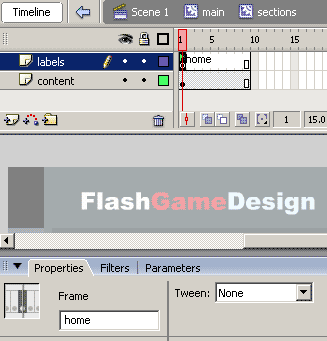 Timeline Scene 1 main sections
1 5 10 15
labels home
content
1 15.0
FlashGameDesign
Properties Filters Parameters
Frame Tween: None
home